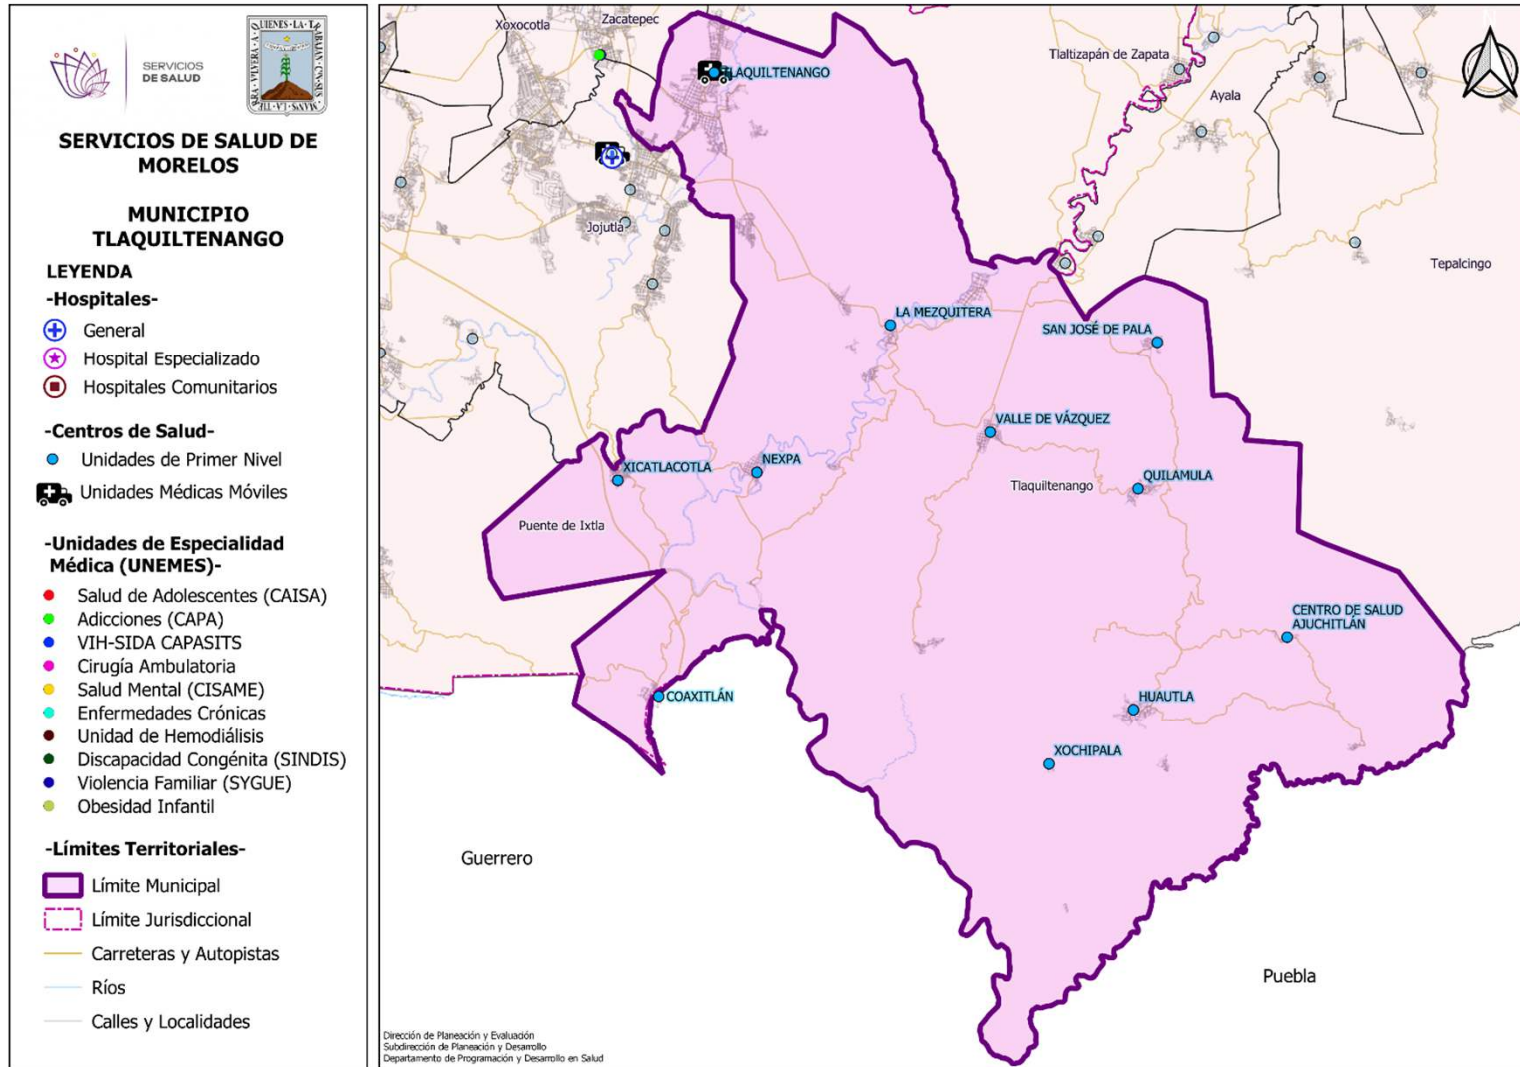 SERVICIOS
DE SALUD
SERVICIOS DE SALUD DE
MORELOS
MUNICIPIO
TLAQUILTENANGO
LEYENDA
-Hospitales-
General
Hospital Especializado
Hospitales Comunitarios
-Centros de Salud-
Unidades de Primer Nivel
Unidades Médicas Móviles
-Unidades de Especialidad
Médica (UNEMES)-
Salud de Adolescentes (CAISA)
Adicciones (CAPA)
VIH-SIDA CAPASITS
Cirugía Ambulatoria
Salud Mental (CISAME)
Enfermedades Crónicas
Unidad de Hemodiálisis
Discapacidad Congénita (SINDIS)
Violencia Familiar (SYGUE)
Obesidad Infantil
-Límites Territoriales-
Límite Municipal
Límite Jurisdiccional
Carreteras y Autopistas
Ríos
Calles y Localidades
Xoxocotla
Zacatepec
Tlaltizapán de Zapata
TLAQUILTENANGO
Ayala
Jojutla
Tepalcingo
LA MEZQUITERA
SAN JOSÉ DE PALA
VALLE DE VÁZQUEZ
XICATLACOTLA
NEXPA
QUILAMULA
Tlaquiltenango
Puente de Ixtla
CENTRO DE SALUD
AJUCHITLÁN
COAXITLÁN
HUAUTLA
XOCHIPALA
Guerrero
Puebla
Dirección de Planeación y Evaluación
Subdirección de Planeación y Desarrollo
Departamento de Programación y Desarrollo en Salud